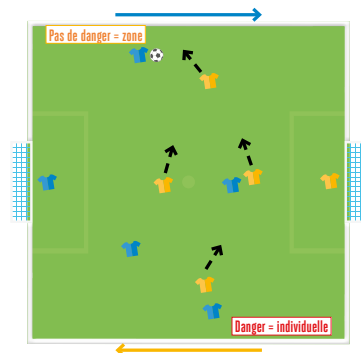 Pas de danger = zone
Danger = individuelle